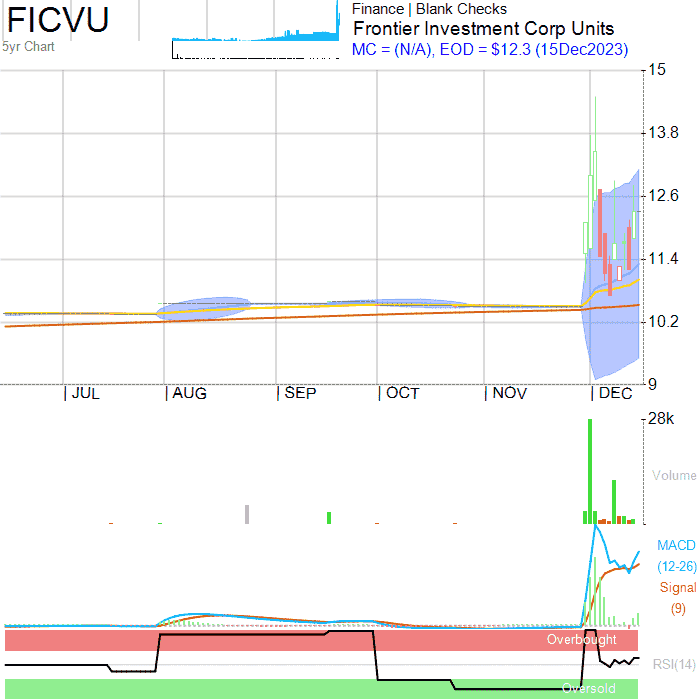 FICVU
5yr Chart
Finance | Blank Checks
Frontier Investment Corp Units
MC = (N/A), EOD = $12.3 (15Dec2023)
15
13.8
12.6
11.4
10.2
9
| JUL | AUG | SEP | OCT | NOV | DEC
28k
Volume
MACD
(12-26)
Signal
(9)
Overbought
RSI(14)
Oversold